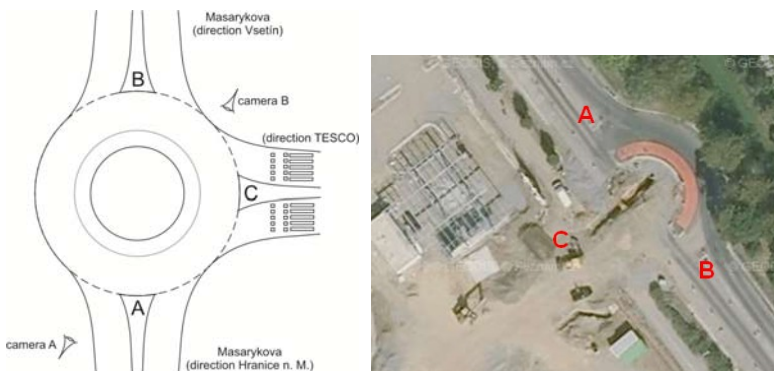 Masarykova
(direction Vsetín)
B
camera B
(direction TESCO)
C
A
camera A
Masarykova
(direction Hranice n. M.)
A
C
B